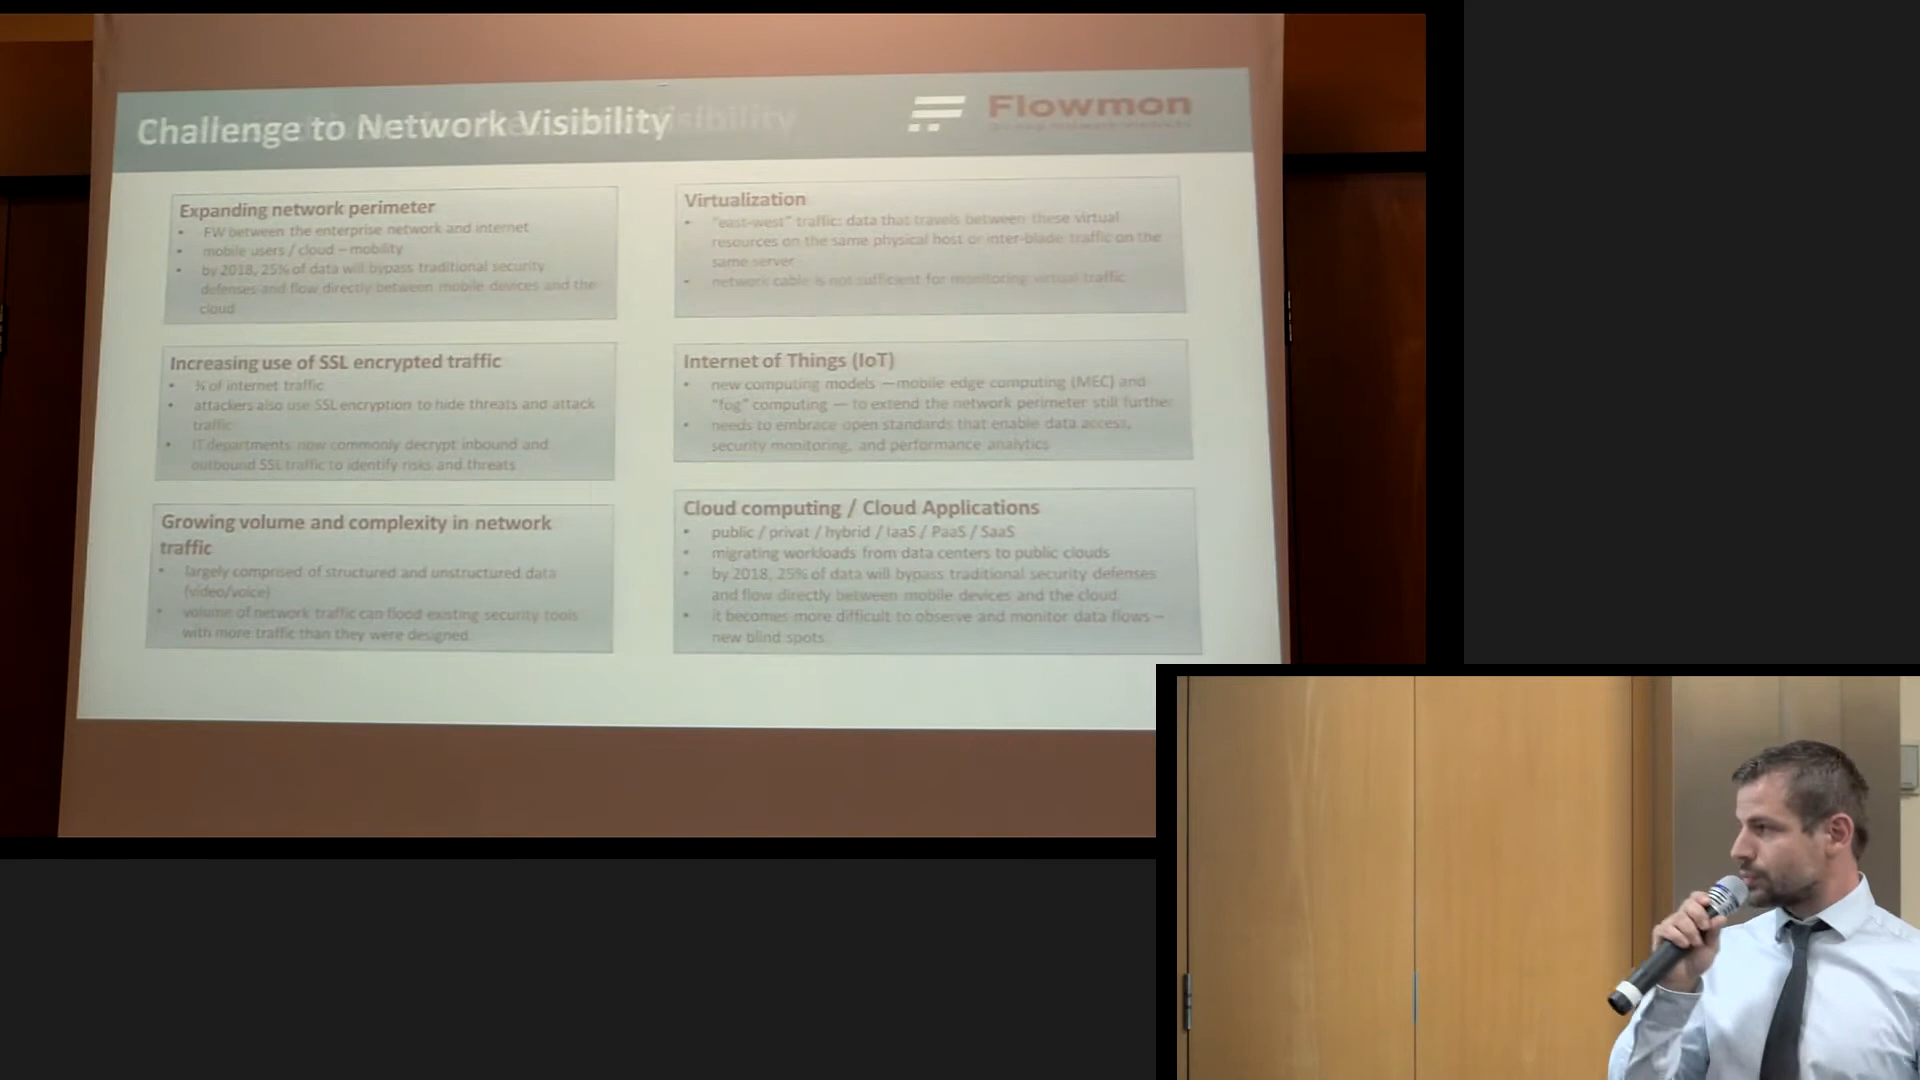 Challenge to Network Visibility
Flowmon
Expanding network perimeter
• FW between the enterprise network and internet
• mobile users / cloud – mobility
• by 2018, 25% of data will bypass traditional security
defenses and flow directly between mobile devices and the
cloud
Increasing use of SSL encrypted traffic
• ¾ of internet traffic
• attackers also use SSL encryption to hide threats and attack
traffic
• IT departments now commonly decrypt inbound and
outbound SSL traffic to identify risks and threats
Growing volume and complexity in network
traffic
• largely comprised of structured and unstructured data
(video/voice)
• volume of network traffic can flood existing security tools
with more traffic than they were designed.
Virtualization
• "east-west" traffic: data that travels between these virtual
resources on the same physical host or inter-blade traffic on the
same server
• network cable is not sufficient for monitoring virtual traffic
Internet of Things (IoT)
• new computing models —mobile edge computing (MEC) and
"fog" computing — to extend the network perimeter still further
• needs to embrace open standards that enable data access,
security monitoring, and performance analytics
Cloud computing / Cloud Applications
• public / privat / hybrid / IaaS / PaaS / SaaS
• migrating workloads from data centers to public clouds
• by 2018, 25% of data will bypass traditional security defenses
and flow directly between mobile devices and the cloud
• it becomes more difficult to observe and monitor data flows –
new blind spots